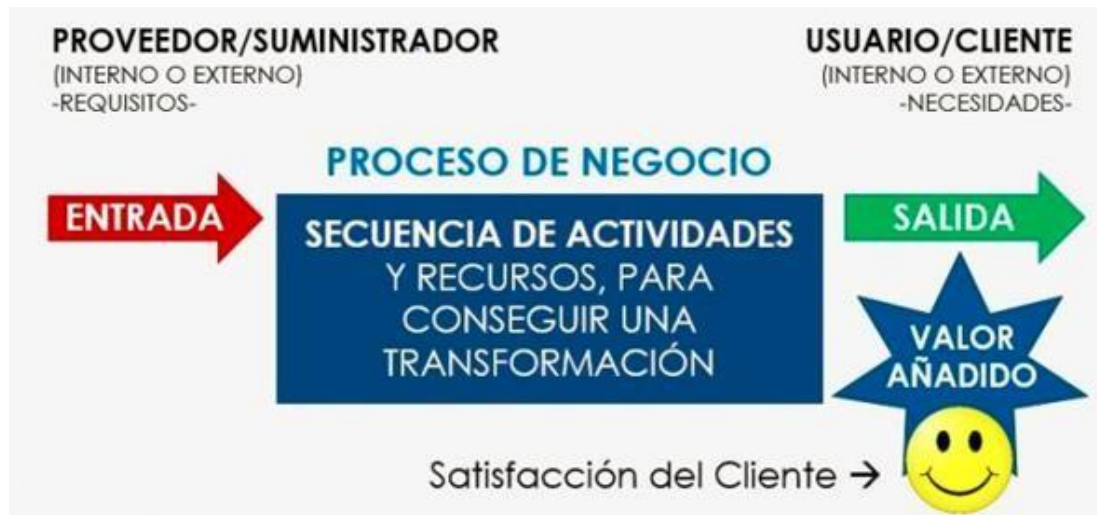 PROVEEDOR/SUMINISTRADOR
(INTERNO O EXTERNO)
-REQUISITOS-
USUARIO/CLIENTE
(INTERNO O EXTERNO)
-NECESIDADES-
PROCESO DE NEGOCIO
ENTRADA
SECUENCIA DE ACTIVIDADES
Y RECURSOS, PARA
CONSEGUIR UNA
TRANSFORMACIÓN
SALIDA
VALOR
AÑADIDO
Satisfacción del Cliente →